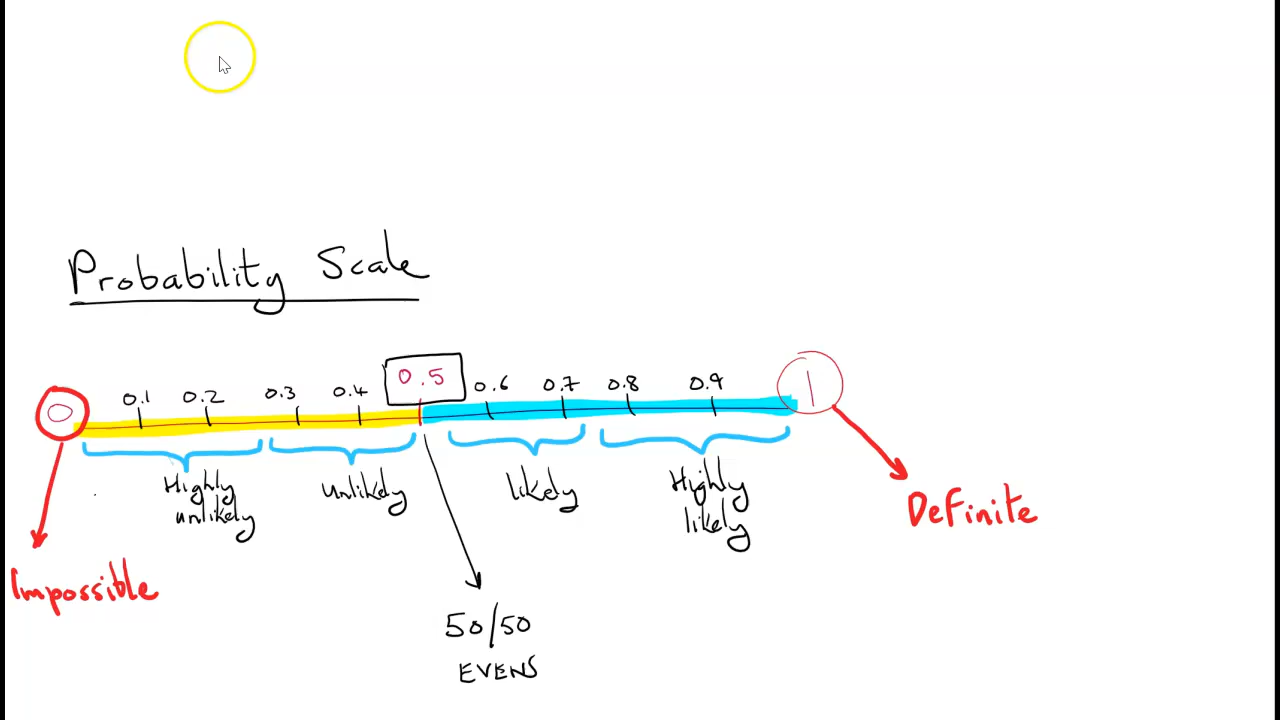 Probability Scale
0 0.1 0.2 0.3 0.4 0.5 0.6 0.7 0.8 0.9 1
Highly
unlikely
unlikely
likely
Highly
likely
Definite
Impossible
50/50
EVENS